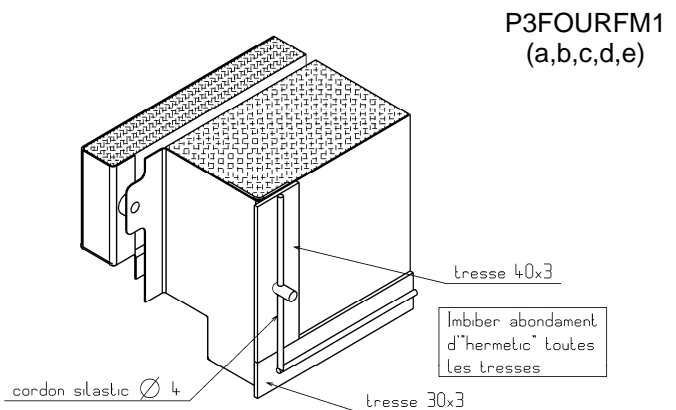 P3FOURFM1
(a,b,c,d,e)
tresse 40x3
Imbiber abondament
d'"hermetic" toutes
les tresses
cordon silastic Ø 4
tresse 30x3